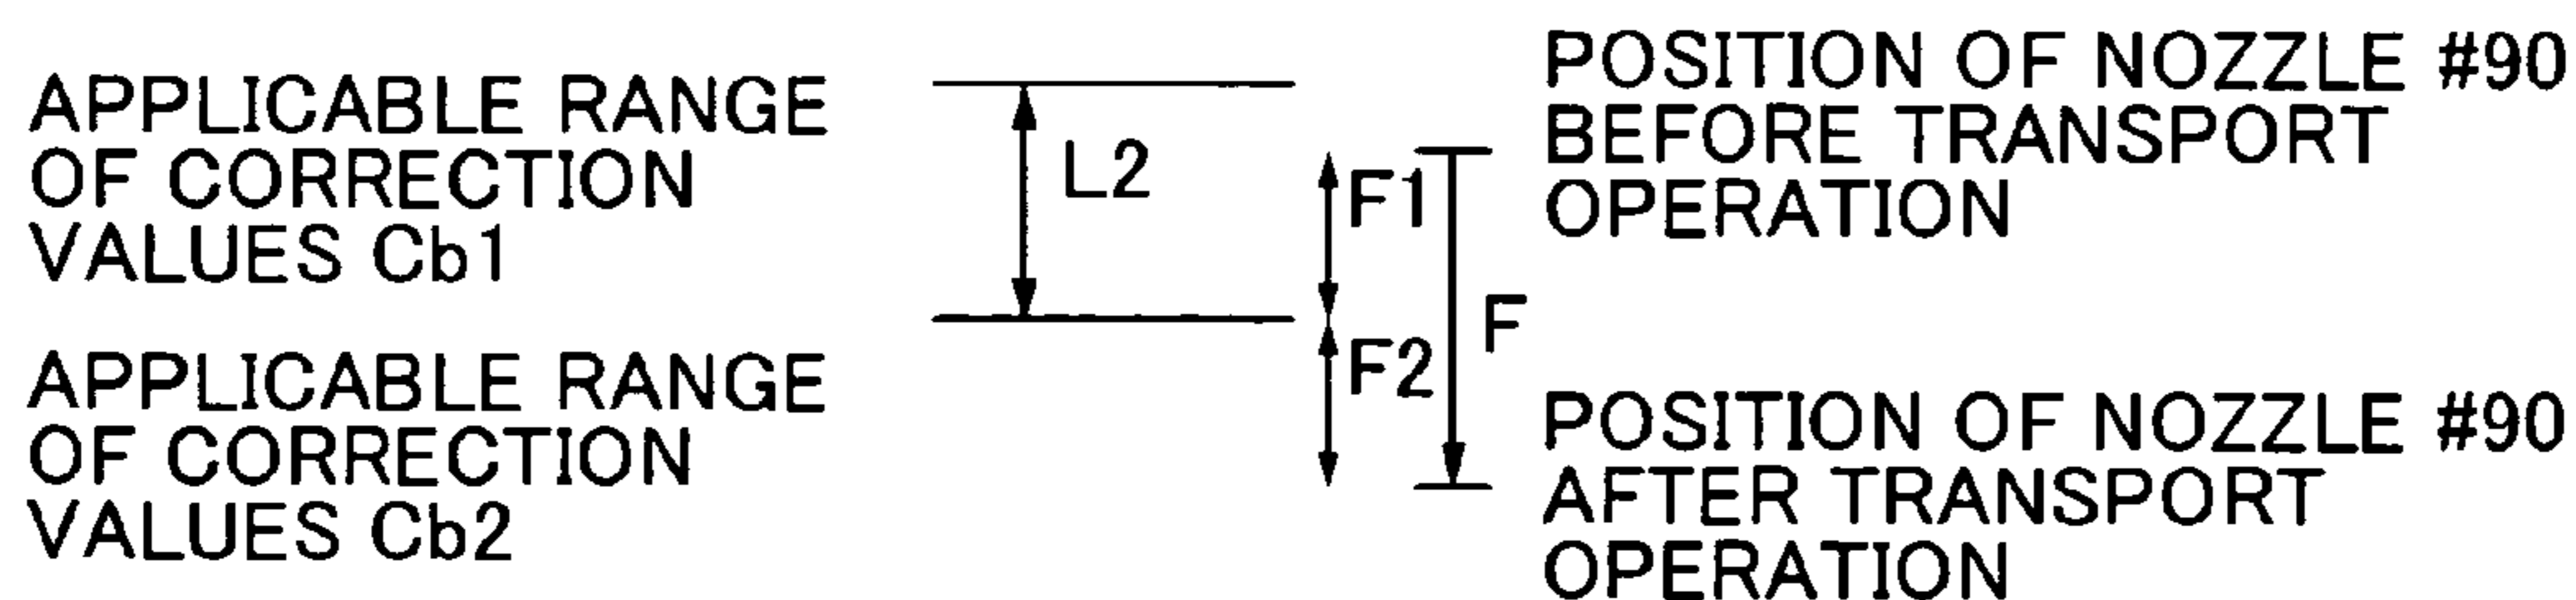 APPLICABLE RANGE
OF CORRECTION
VALUES Cb1
L2
F1
POSITION OF NOZZLE #90
BEFORE TRANSPORT
OPERATION
F
APPLICABLE RANGE
OF CORRECTION
VALUES Cb2
F2
POSITION OF NOZZLE #90
AFTER TRANSPORT
OPERATION